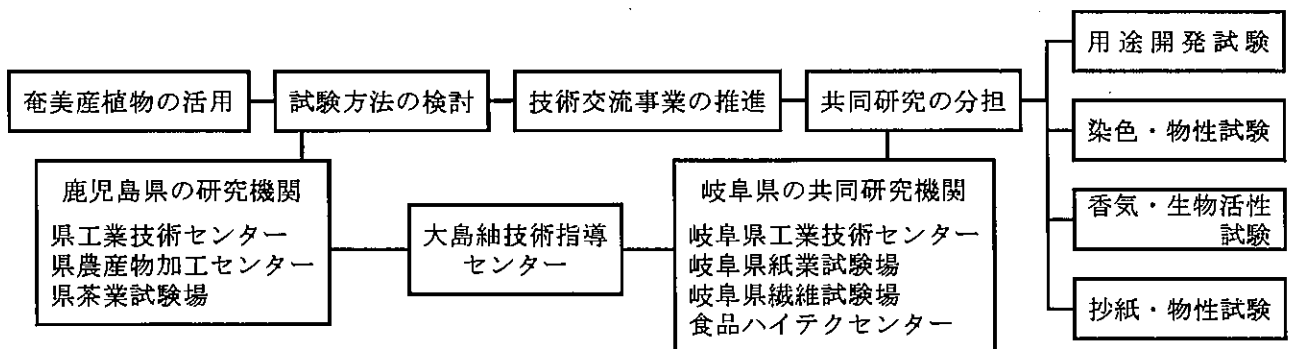 奄美産植物の活用
試験方法の検討
技術交流事業の推進
共同研究の分担
用途開発試験
染色・物性試験
香気・生物活性
試験
抄紙・物性試験
鹿児島県の研究機関
県工業技術センター
県農産物加工センター
県茶業試験場
大島紬技術指導
センター
岐阜県の共同研究機関
岐阜県工業技術センター
岐阜県紙業試験場
岐阜県繊維試験場
食品ハイテクセンター